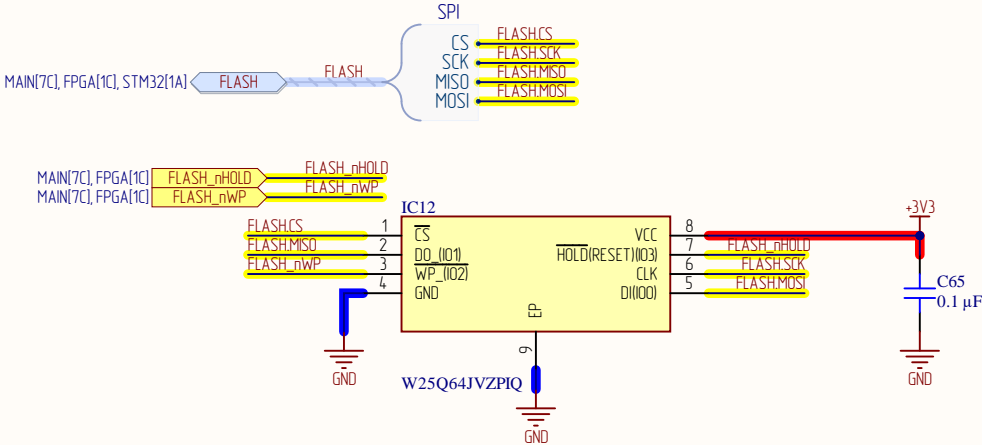 SPI
CS FLASH.CS
SCK FLASH.SCK
MISO FLASH.MISO
MOSI FLASH.MOSI
MAIN[7C], FPGA[1C], STM32[1A] FLASH FLASH
MAIN[7C], FPGA[1C] FLASH_nHOLD FLASH_nHOLD
MAIN[7C], FPGA[1C] FLASH_nWP FLASH_nWP
IC12
+3V3
FLASH.CS 1 CS VCC 8
FLASH.MISO 2 DO_(IO1) HOLD(RESET)(IO3) 7 FLASH_nHOLD
FLASH_nWP 3 WP_(IO2) CLK 6 FLASH.SCK
4 GND DI(IO0) 5 FLASH.MOSI
C65
0.1 µF
EP
9
GND
GND
W25Q64JVZPIQ
GND